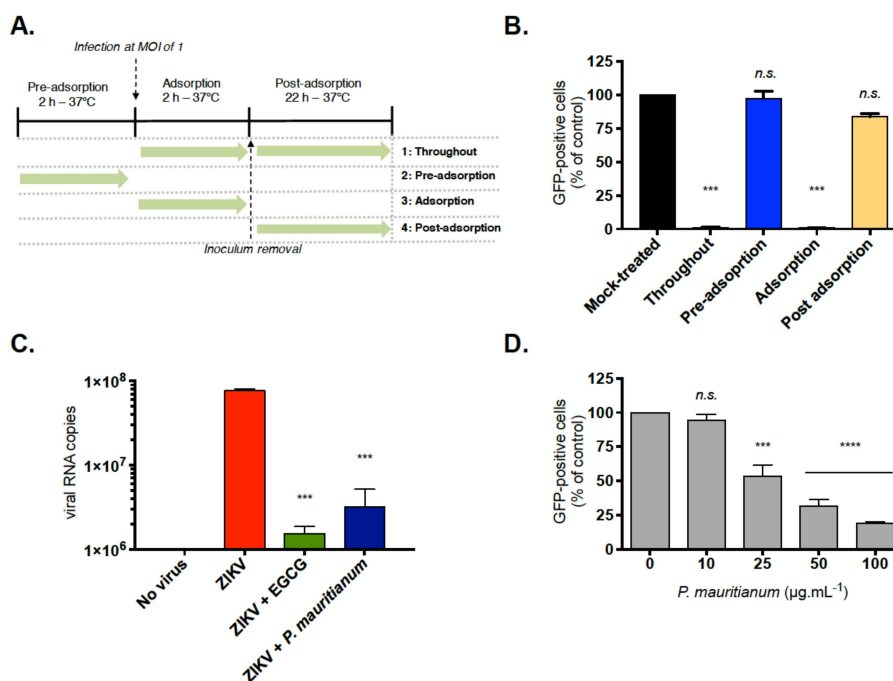 A.
Infection at MOI of 1
Pre-adsorption
2 h – 37°C
Adsorption
2 h – 37°C
Post-adsorption
22 h – 37°C
1: Throughout
2: Pre-adsorption
3: Adsorption
4: Post-adsorption
Inoculum removal
B.
GFP-positive cells
(% of control)
125
100
75
50
25
0
***
n.s.
***
n.s.
Mock-treated
Throughout
Pre-adsoprtion
Adsorption
Post adsorption
C.
viral RNA copies
1×10⁸
1×10⁷
1×10⁶
***
***
No virus
ZIKV
ZIKV + EGCG
ZIKV + P. mauritianum
D.
GFP-positive cells
(% of control)
125
100
75
50
25
0
n.s.
***
****
0
10
25
50
100
P. mauritianum (µg.mL⁻¹)